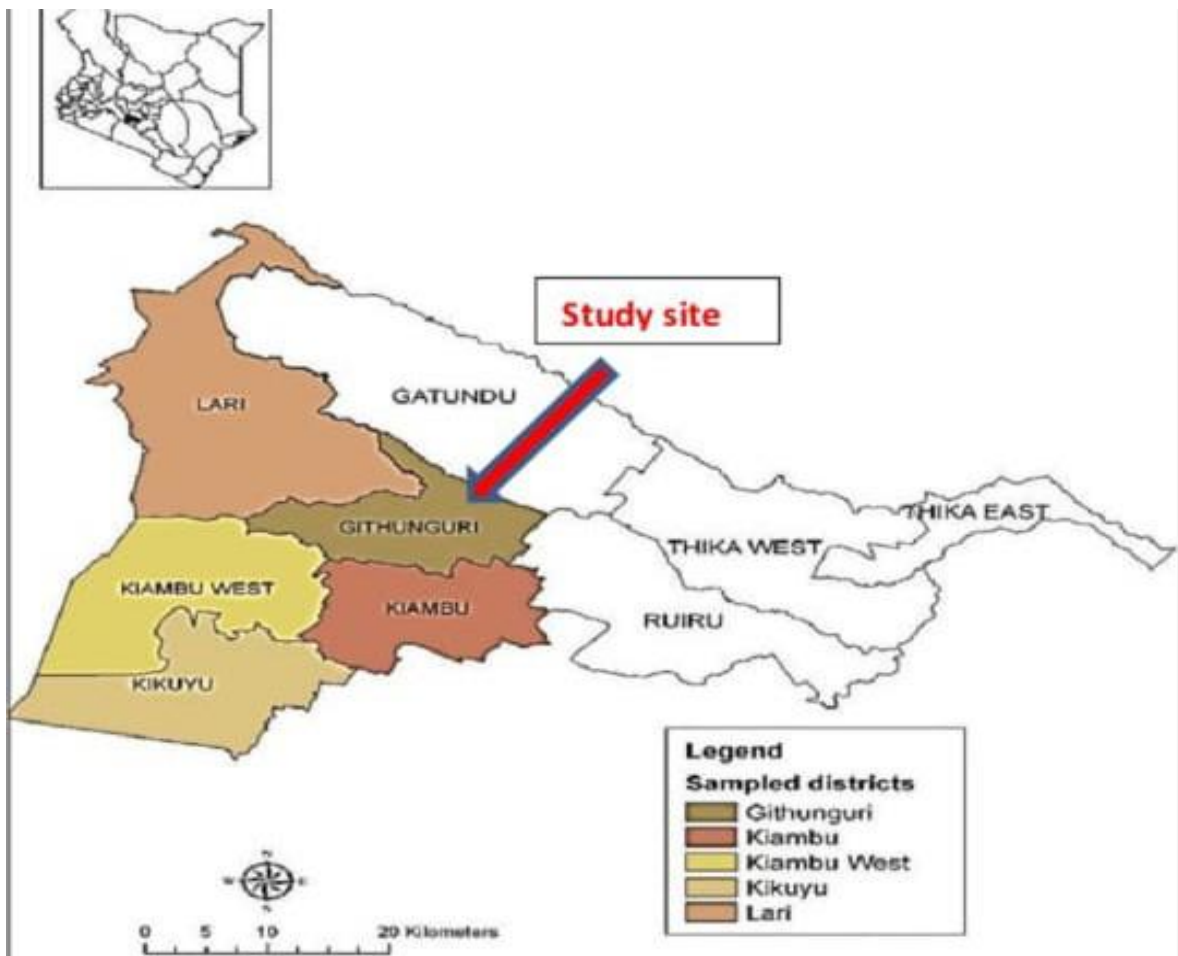 Study site
GATUNDU
LARI
GITHUNGURI
THIKA EAST
THIKA WEST
KIAMBU WEST
KIAMBU
RUIRU
KIKUYU
Legend
Sampled districts
Githunguri
Kiambu
Kiambu West
Kikuyu
Lari
N
W E
S
0 5 10 20 Kilometers